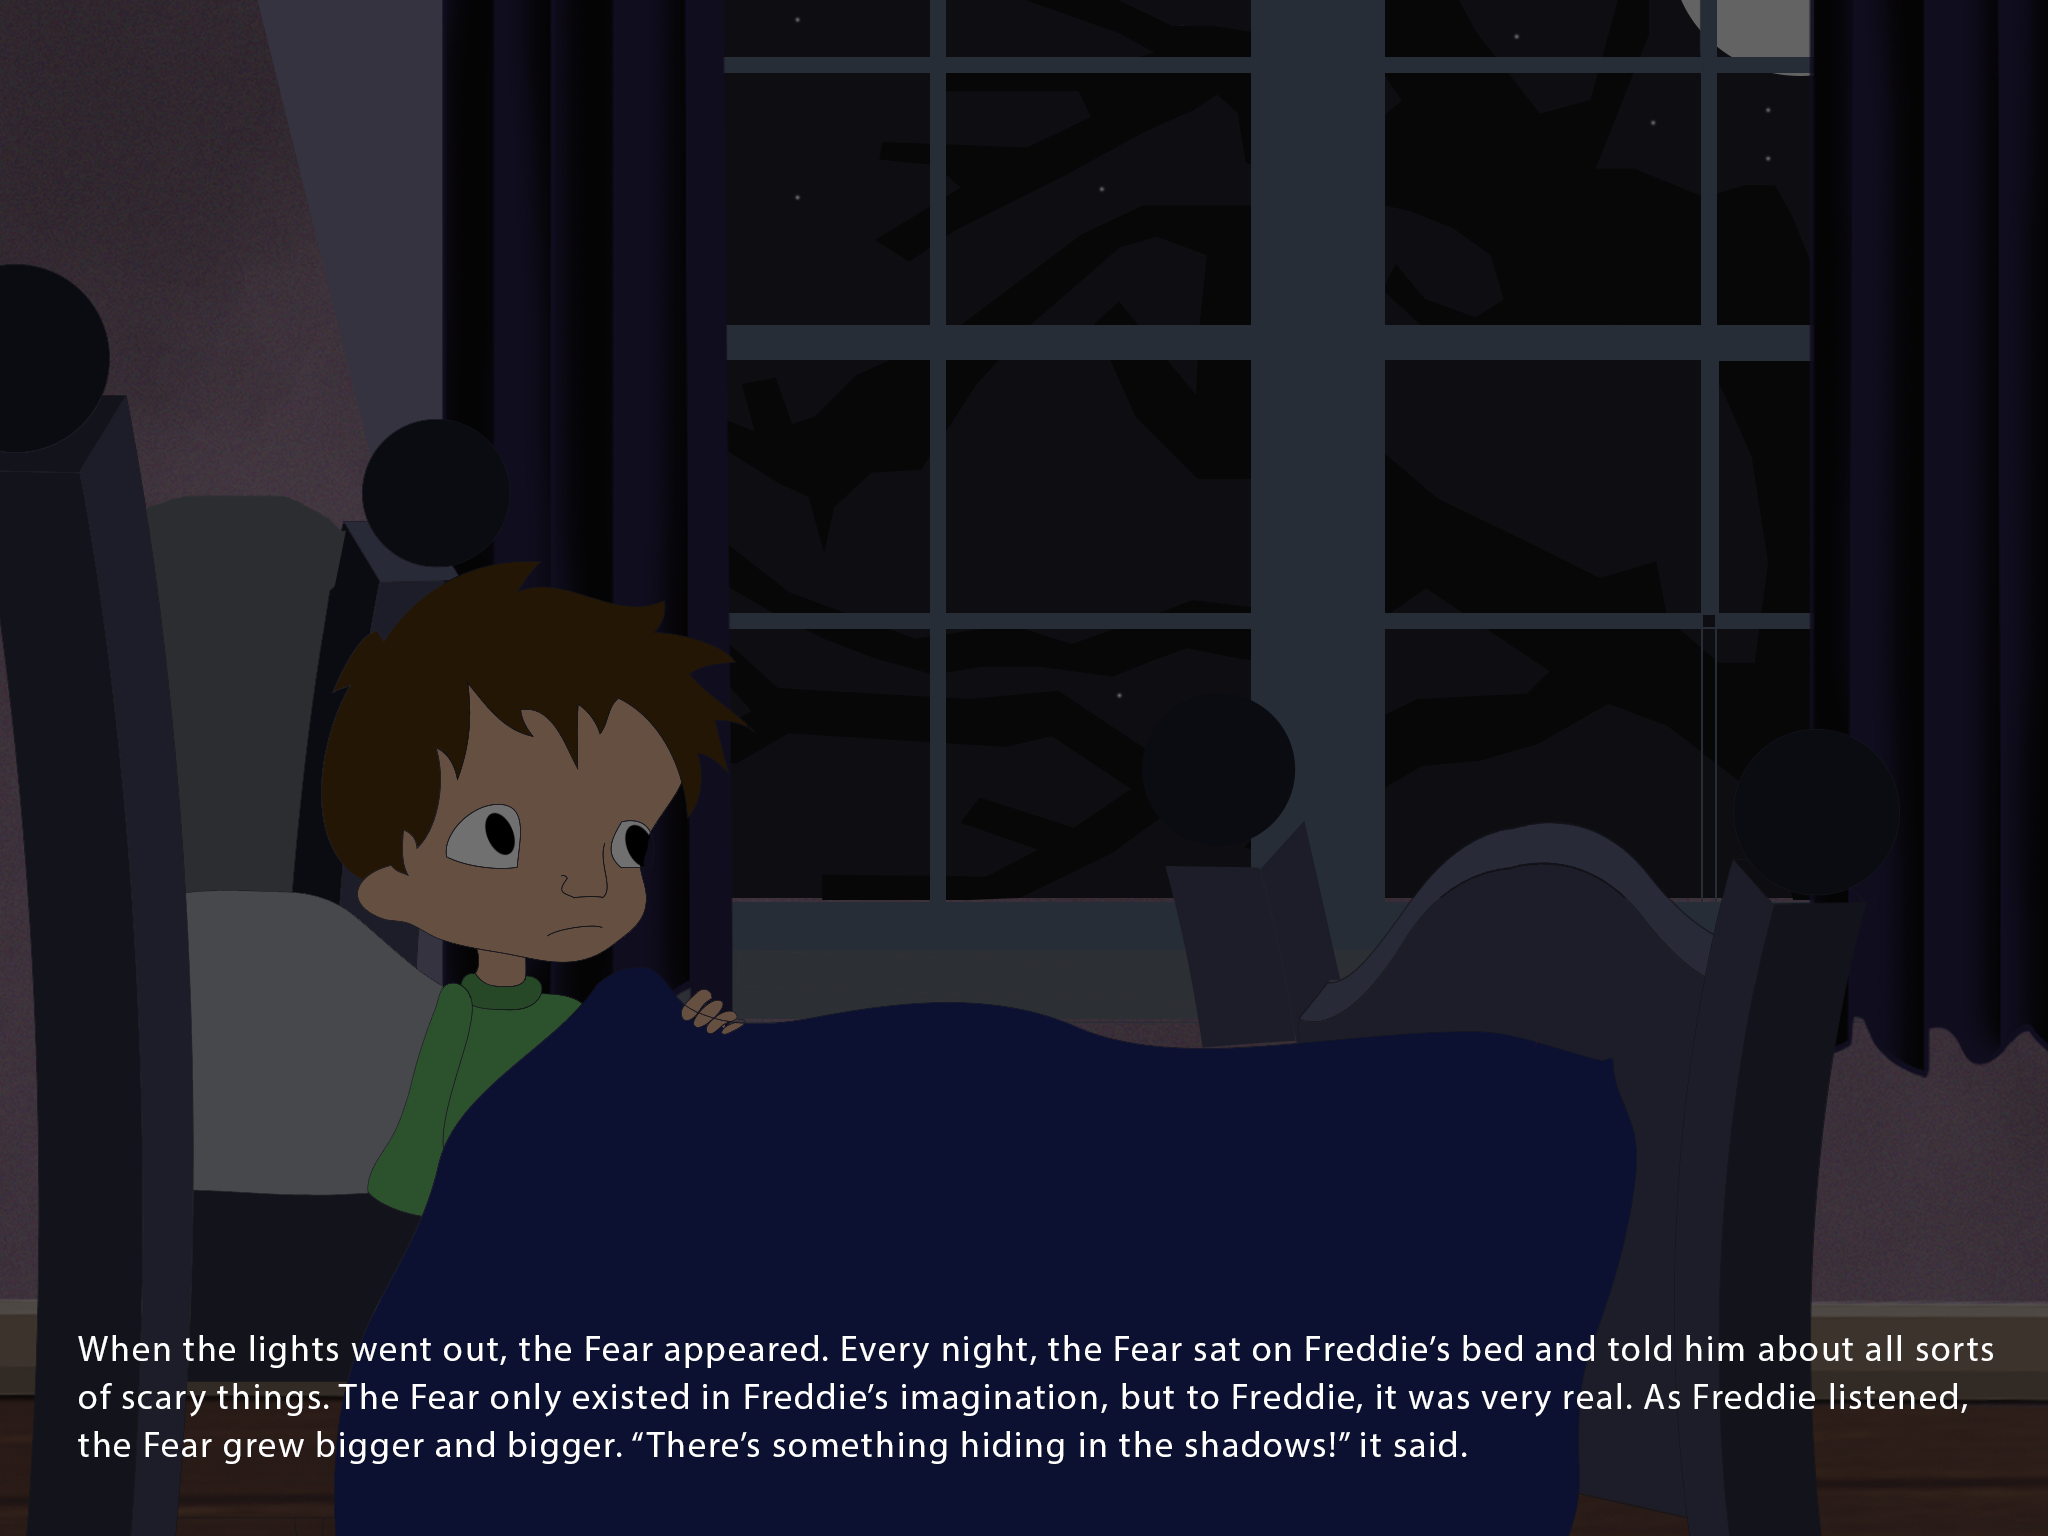 When the lights went out, the Fear appeared. Every night, the Fear sat on Freddie’s bed and told him about all sorts
of scary things. The Fear only existed in Freddie’s imagination, but to Freddie, it was very real. As Freddie listened,
the Fear grew bigger and bigger. “There’s something hiding in the shadows!” it said.